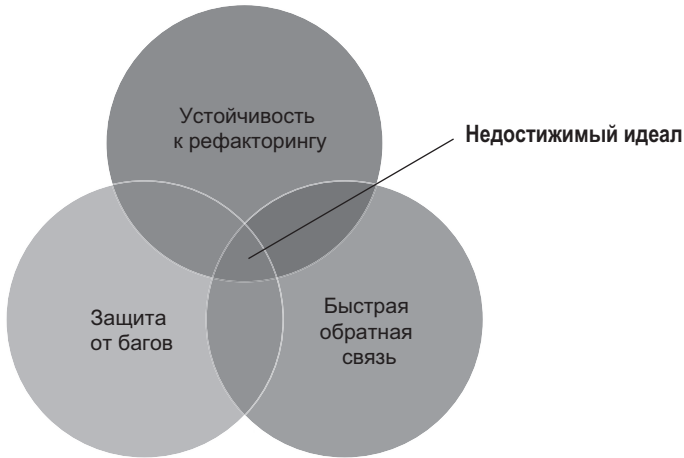 Устойчивость
к рефакторингу
Недостижимый идеал
Защита
от багов
Быстрая
обратная
связь